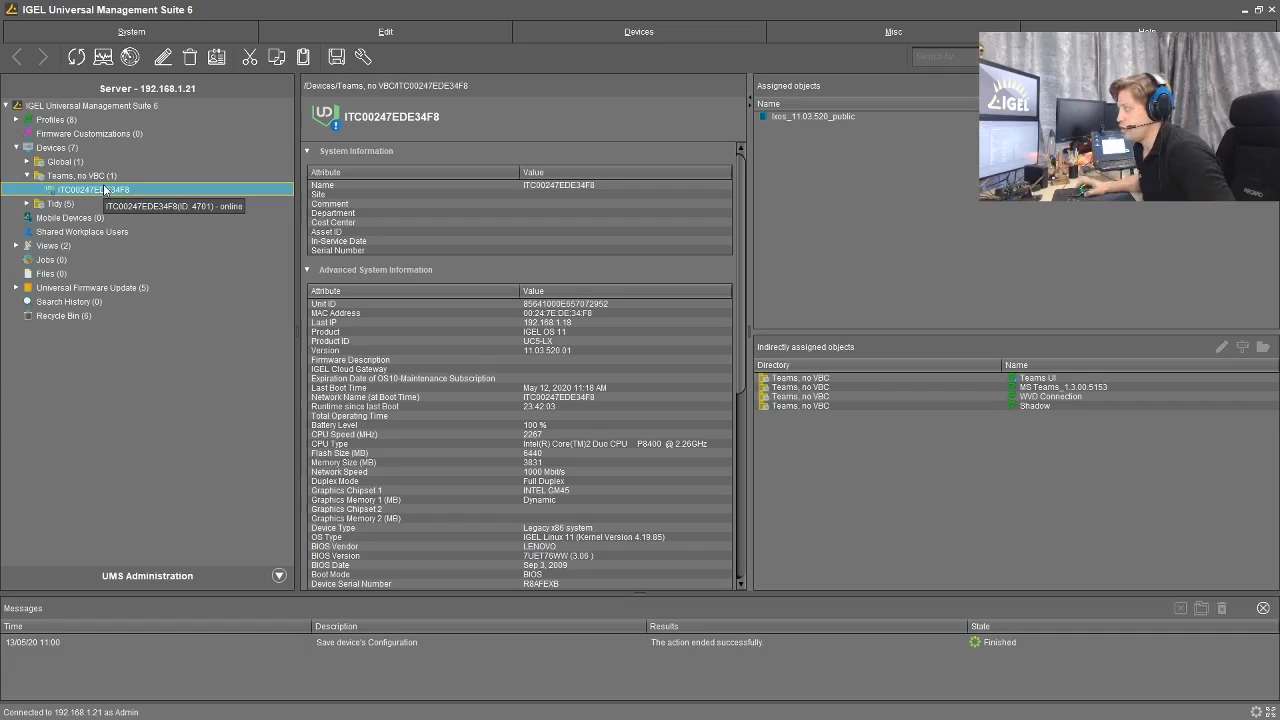 IGEL Universal Management Suite 6
System Edit Devices Misc Help
Search by
Server - 192.168.1.21
IGEL Universal Management Suite 6
Profiles (8)
Firmware Customizations (0)
Devices (7)
Global (1)
Teams, no VBC (1)
ITC00247EDE34F8
ITC00247EDE34F8(ID: 4701) - online
Tidy (5)
Mobile Devices (0)
Shared Workplace Users
Views (2)
Jobs (0)
Files (0)
Universal Firmware Update (5)
Search History (0)
Recycle Bin (6)
UMS Administration
/Devices/Teams, no VBC/ITC00247EDE34F8
UD ITC00247EDE34F8
System Information
Attribute Value
Name ITC00247EDE34F8
Site
Comment
Department
Cost Center
Asset ID
In-Service Date
Serial Number
Advanced System Information
Attribute Value
Unit ID 85641000E657072952
MAC Address 00:24:7E:DE:34:F8
Last IP 192.168.1.18
Product IGEL OS 11
Product ID UC5-LX
Version 11.03.520.01
Firmware Description
IGEL Cloud Gateway
Expiration Date of OS10-Maintenance Subscription
Last Boot Time May 12, 2020 11:18 AM
Network Name (at Boot Time) ITC00247EDE34F8
Runtime since last Boot 23:42:03
Total Operating Time
Battery Level 100 %
CPU Speed (MHz) 2267
CPU Type Intel(R) Core(TM)2 Duo CPU P8400 @ 2.26GHz
Flash Size (MB) 6440
Memory Size (MB) 3831
Network Speed 1000 Mbit/s
Duplex Mode Full Duplex
Graphics Chipset 1 INTEL GM45
Graphics Memory 1 (MB) Dynamic
Graphics Chipset 2
Graphics Memory 2 (MB)
Device Type Legacy x86 system
OS Type IGEL Linux 11 (Kernel Version 4.19.85)
BIOS Vendor LENOVO
BIOS Version 7UET76WW (3.06 )
BIOS Date Sep 3, 2009
Boot Mode BIOS
Device Serial Number R8AFEXB
Assigned objects
Name
lxos_11.03.520_public
IGEL
Indirectly assigned objects
Directory Name
Teams, no VBC Teams UI
Teams, no VBC MS Teams_1.3.00.5153
Teams, no VBC WVD Connection
Teams, no VBC Shadow
Messages
Time Description Results State
13/05/20 11:00 Save device's Configuration The action ended successfully. Finished
Connected to 192.168.1.21 as Admin